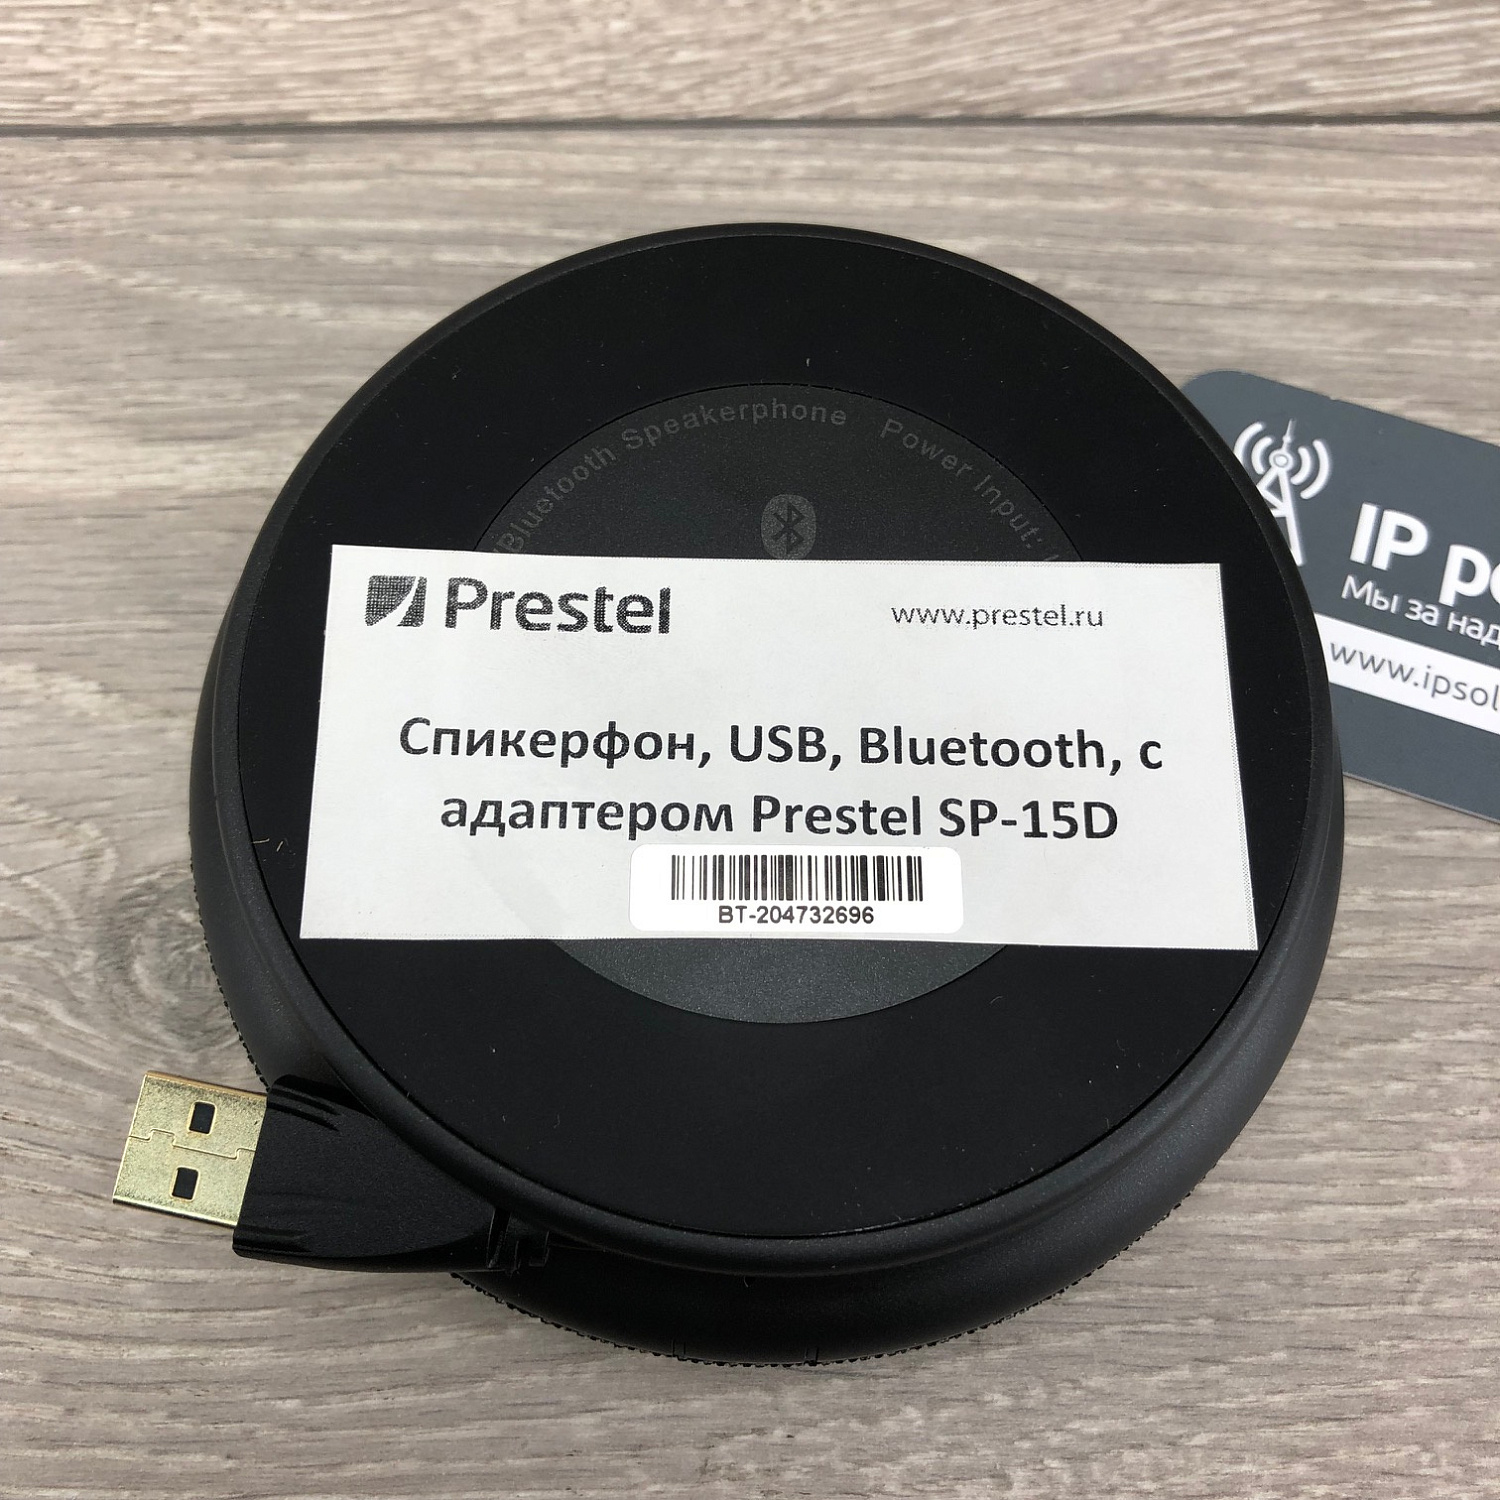 Bluetooth Speakerphone Power Input:
Prestel
www.prestel.ru
Спикерфон, USB, Bluetooth, с
адаптером Prestel SP-15D
BT-204732696
IP
Мы за
www.ipsol